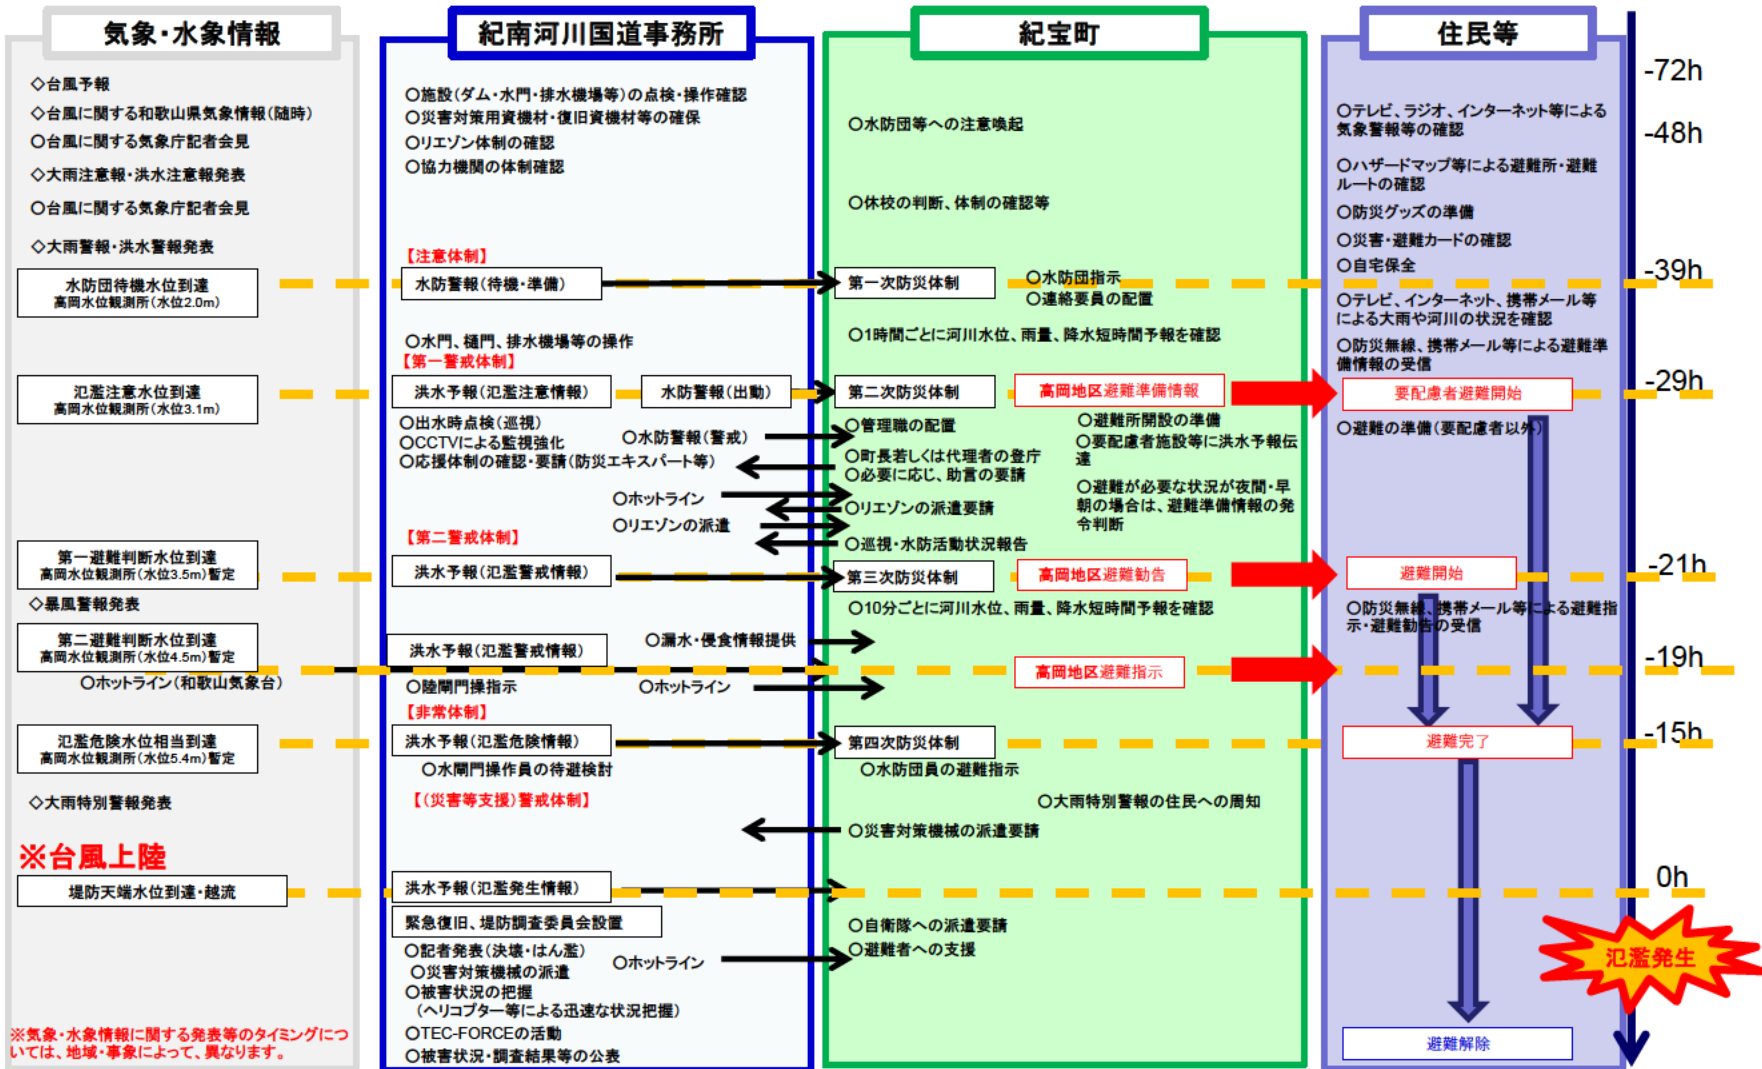 気象・水象情報
◇台風予報
◇台風に関する和歌山県気象情報(随時)
○台風に関する気象庁記者会見
◇大雨注意報・洪水注意報発表
○台風に関する気象庁記者会見
◇大雨警報・洪水警報発表
水防団待機水位到達
高岡水位観測所(水位2.0m)
氾濫注意水位到達
高岡水位観測所(水位3.1m)
第一避難判断水位到達
高岡水位観測所(水位3.5m)暫定
◇暴風警報発表
第二避難判断水位到達
高岡水位観測所(水位4.5m)暫定
○ホットライン(和歌山気象台)
氾濫危険水位相当到達
高岡水位観測所(水位5.4m)暫定
◇大雨特別警報発表
※台風上陸
堤防天端水位到達・越流
※気象・水象情報に関する発表等のタイミングにつ
いては、地域・事象によって、異なります。
紀南河川国道事務所
○施設(ダム・水門・排水機場等)の点検・操作確認
○災害対策用資機材・復旧資機材等の確保
○リエゾン体制の確認
○協力機関の体制確認
【注意体制】
水防警報(待機・準備)
○水門、樋門、排水機場等の操作
【第一警戒体制】
洪水予報(氾濫注意情報)
水防警報(出動)
○出水時点検(巡視)
○CCTVによる監視強化
○水防警報(警戒)
○応援体制の確認・要請(防災エキスパート等)
○ホットライン
○リエゾンの派遣
【第二警戒体制】
洪水予報(氾濫警戒情報)
洪水予報(氾濫警戒情報)
○漏水・侵食情報提供
○陸閘門操指示
○ホットライン
【非常体制】
洪水予報(氾濫危険情報)
○水閘門操作員の待避検討
【(災害等支援)警戒体制】
洪水予報(氾濫発生情報)
緊急復旧、堤防調査委員会設置
○記者発表(決壊・はん濫)
○災害対策機械の派遣
○ホットライン
○被害状況の把握
(ヘリコプター等による迅速な状況把握)
○TEC-FORCEの活動
○被害状況・調査結果等の公表
紀宝町
○水防団等への注意喚起
○休校の判断、体制の確認等
第一次防災体制
○水防団指示
○連絡要員の配置
○1時間ごとに河川水位、雨量、降水短時間予報を確認
第二次防災体制
高岡地区避難準備情報
○管理職の配置
○避難所開設の準備
○要配慮者施設等に洪水予報伝
達
○町長若しくは代理者の登庁
○必要に応じ、助言の要請
○避難が必要な状況が夜間・早
朝の場合は、避難準備情報の発
令判断
○リエゾンの派遣要請
○巡視・水防活動状況報告
第三次防災体制
高岡地区避難勧告
○10分ごとに河川水位、雨量、降水短時間予報を確認
高岡地区避難指示
第四次防災体制
○水防団員の避難指示
○大雨特別警報の住民への周知
○災害対策機械の派遣要請
○自衛隊への派遣要請
○避難者への支援
住民等
○テレビ、ラジオ、インターネット等による
気象警報等の確認
○ハザードマップ等による避難所・避難
ルートの確認
○防災グッズの準備
○災害・避難カードの確認
○自宅保全
○テレビ、インターネット、携帯メール等
による大雨や河川の状況を確認
○防災無線、携帯メール等による避難準
備情報の受信
要配慮者避難開始
○避難の準備(要配慮者以外)
避難開始
○防災無線、携帯メール等による避難指
示・避難勧告の受信
避難完了
避難解除
-72h
-48h
-39h
-29h
-21h
-19h
-15h
0h
氾濫発生